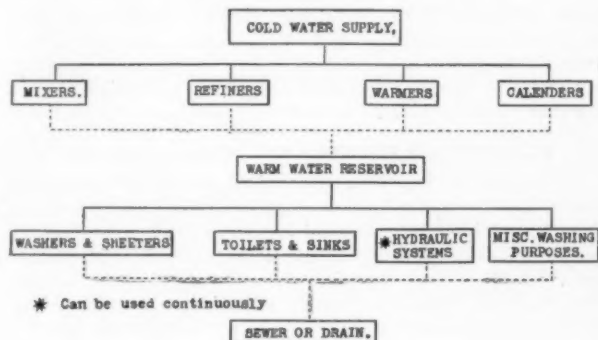 COLD WATER SUPPLY.
MIXERS.
REFINERS
WARMERS
CALENDERS
WARM WATER RESERVOIR
WASHERS & SHEETERS
TOILETS & SINKS
* HYDRAULIC
SYSTEMS
MISC. WASHING
PURPOSES.
* Can be used continuously
SEWER OR DRAIN.